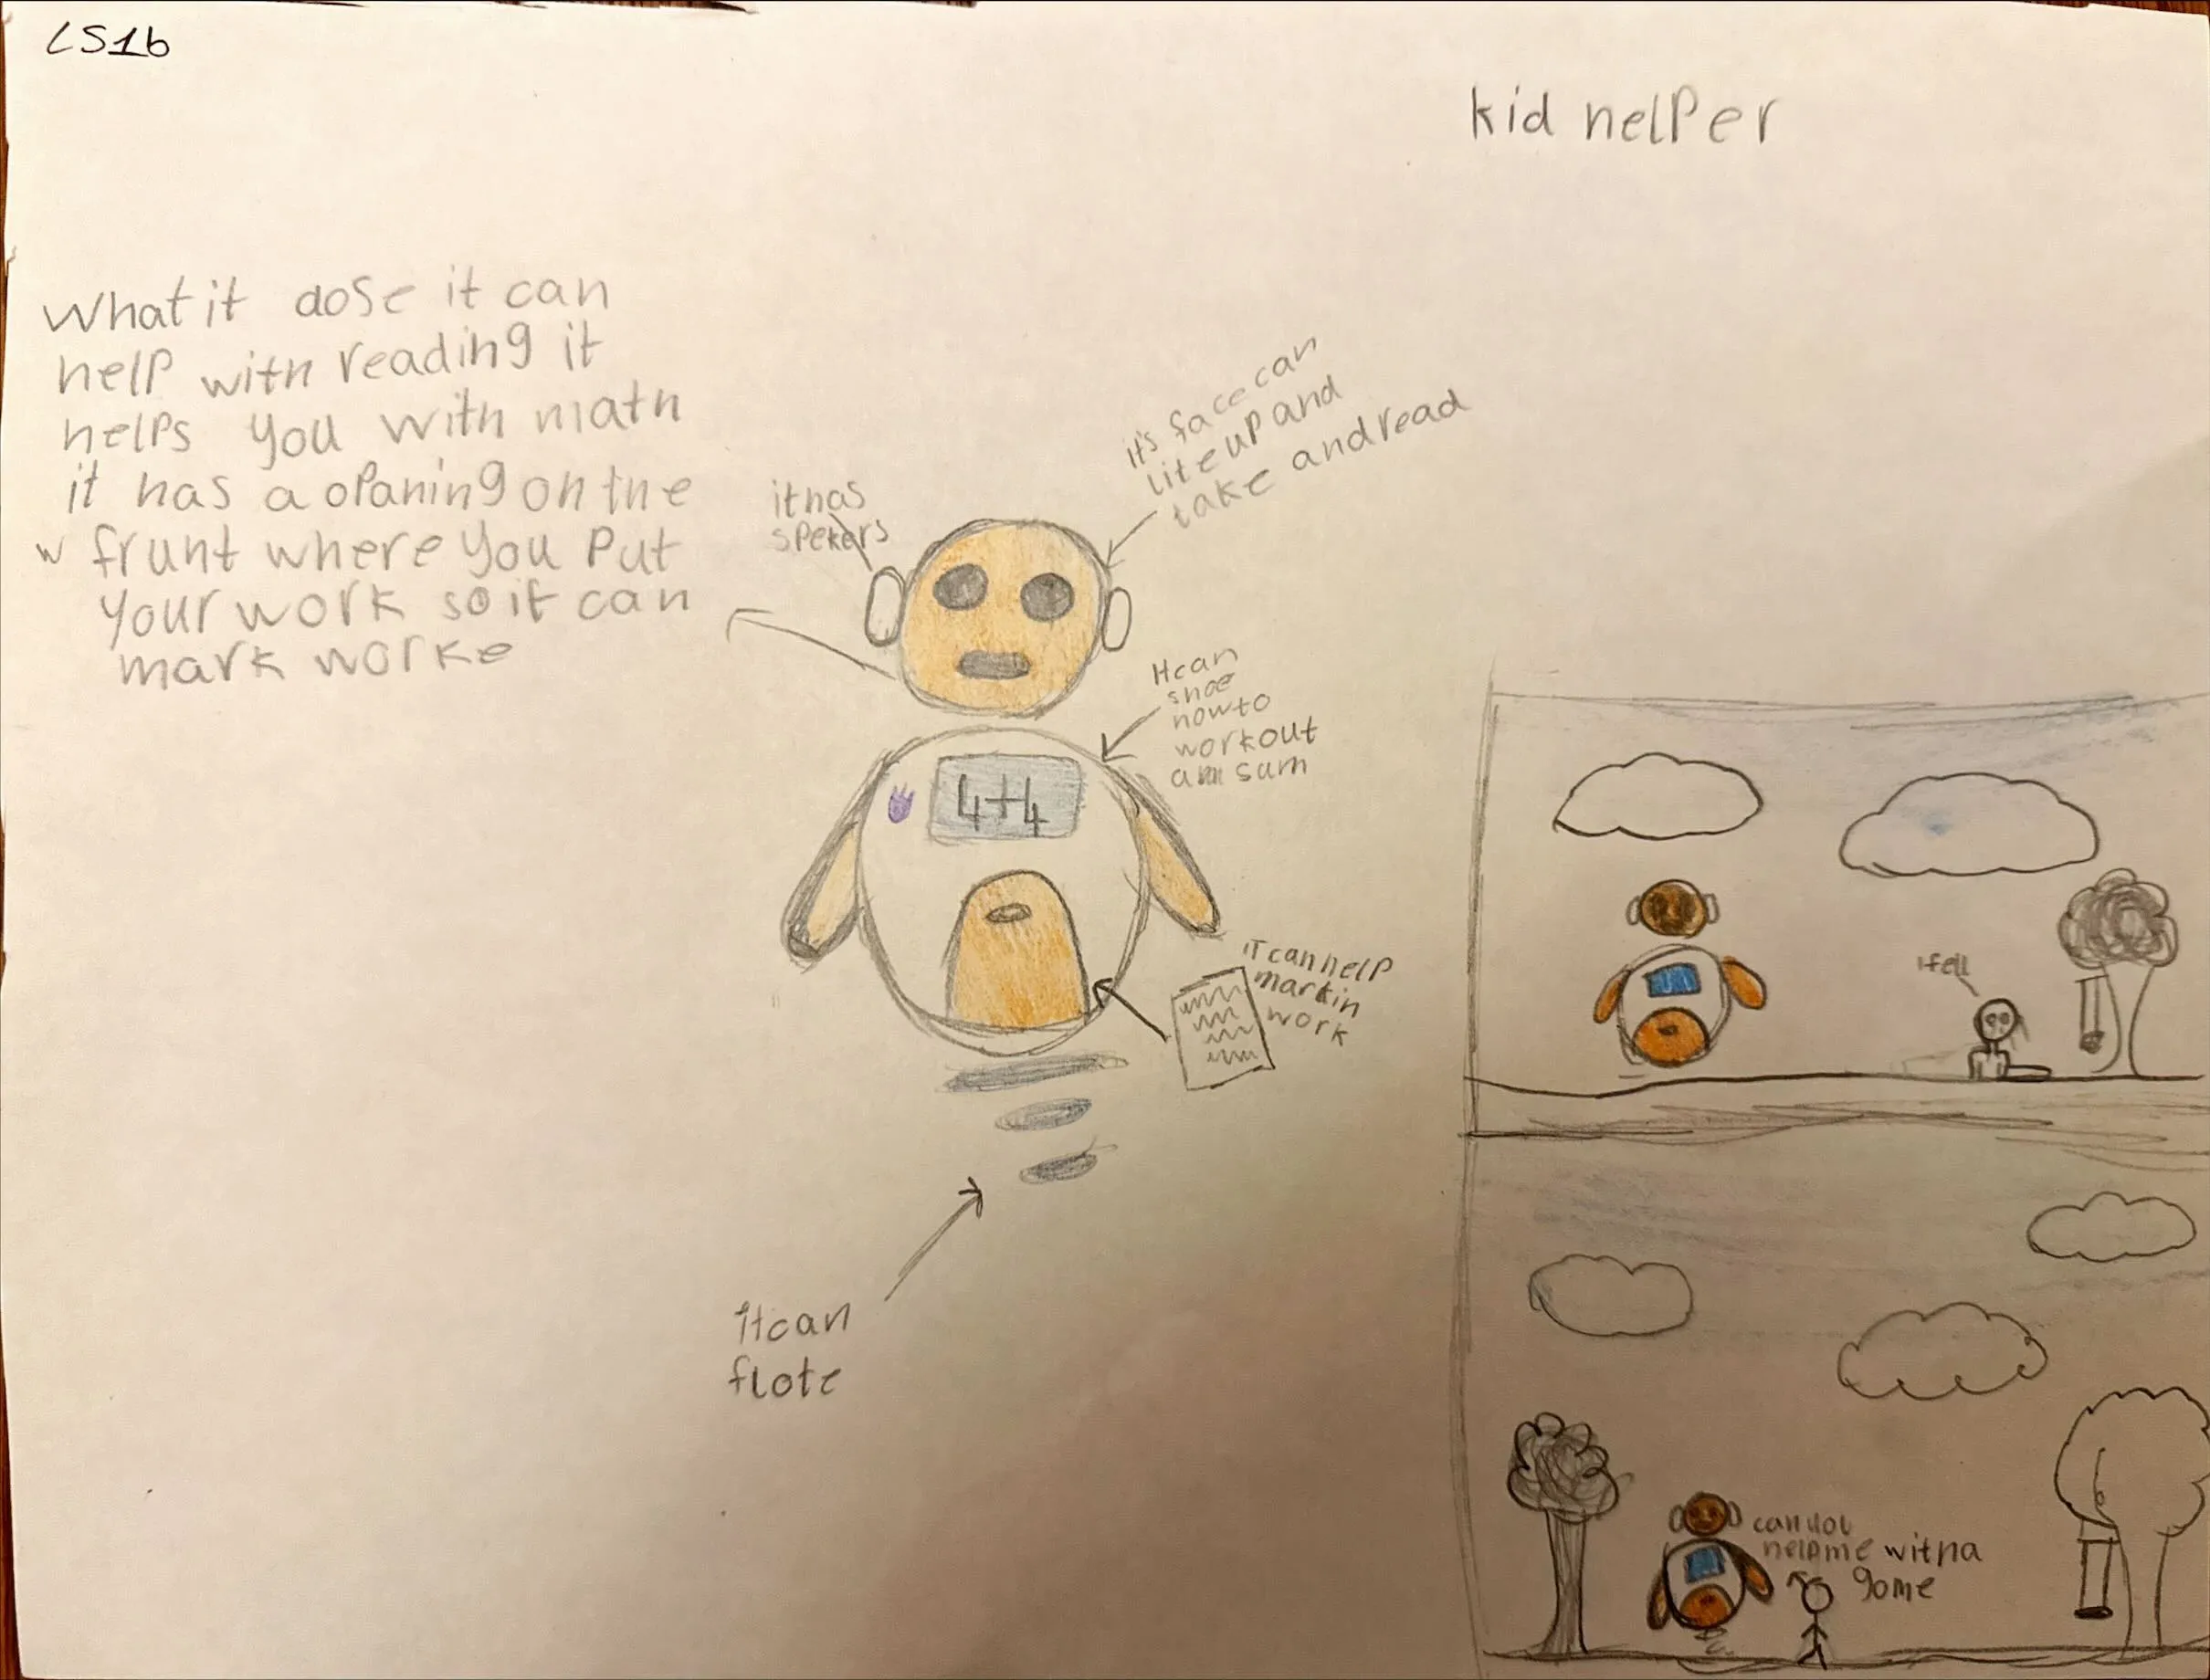 LS1b
kid helper
What it dose it can
help with reading it
helps you with math
it has a opaning on the
w frunt where you put
your work so it can
mark worke
it has
spekers
it's face can
lite up and
take and read
It can
shoe
how to
workout
a sum
4+4
it can help
markin
work
It can
flote
I fell
can you
help me with a
game